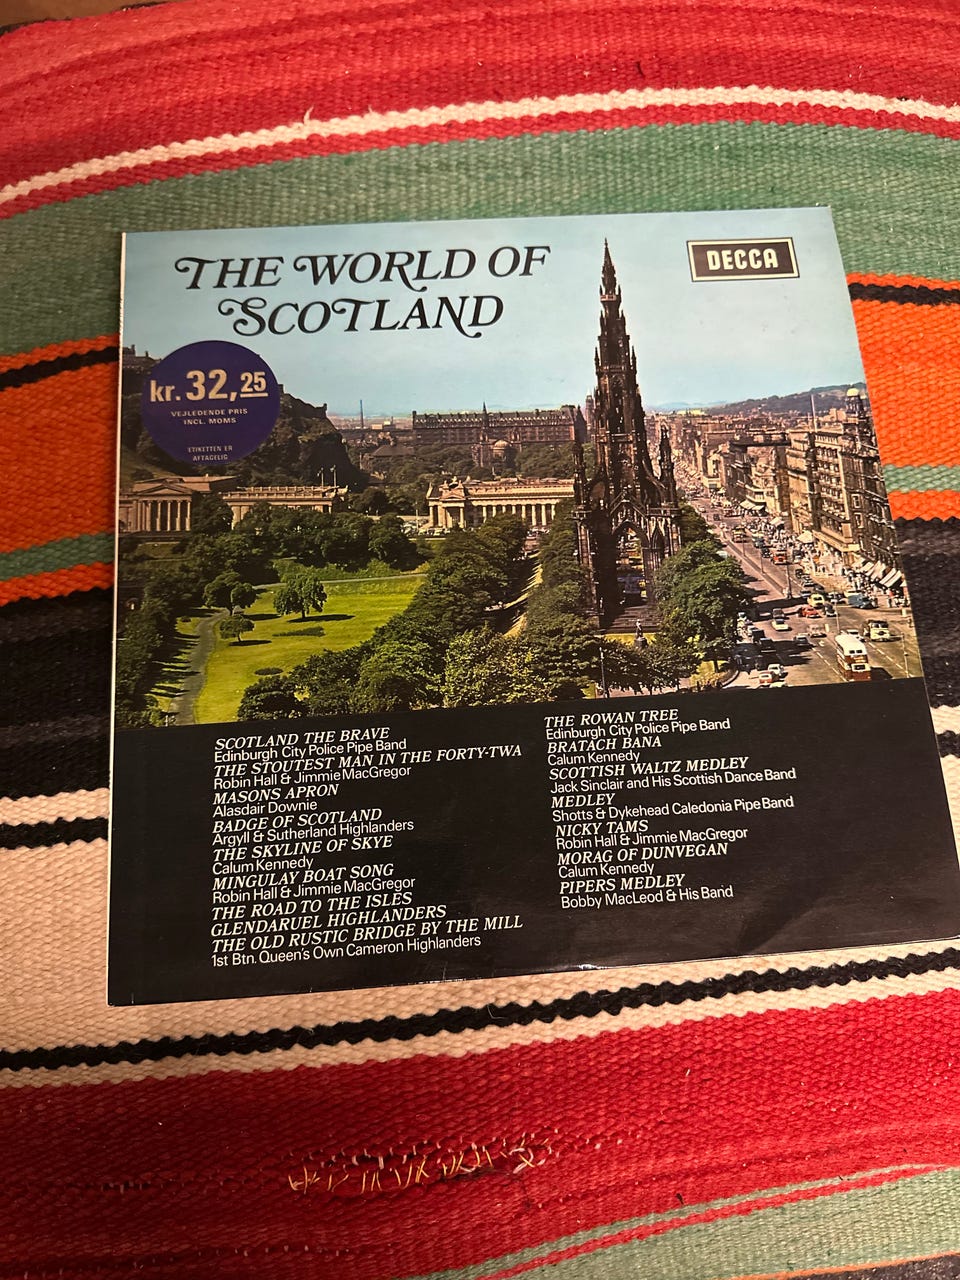 THE WORLD OF
SCOTLAND
DECCA
kr. 32,25
VEJLEDENDE PRIS
INCL. MOMS
ETIKETTEN ER
AFTAGELIG
SCOTLAND THE BRAVE
Edinburgh City Police Pipe Band
THE STOUTEST MAN IN THE FORTY-TWA
Robin Hall & Jimmie MacGregor
MASONS APRON
Alasdair Downie
BADGE OF SCOTLAND
Argyll & Sutherland Highlanders
THE SKYLINE OF SKYE
Calum Kennedy
MINGULAY BOAT SONG
Robin Hall & Jimmie MacGregor
THE ROAD TO THE ISLES
GLENDARUEL HIGHLANDERS
THE OLD RUSTIC BRIDGE BY THE MILL
1st Btn. Queen's Own Cameron Highlanders
THE ROWAN TREE
Edinburgh City Police Pipe Band
BRATACH BANA
Calum Kennedy
SCOTTISH WALTZ MEDLEY
Jack Sinclair and His Scottish Dance Band
MEDLEY
Shotts & Dykehead Caledonia Pipe Band
NICKY TAMS
Robin Hall & Jimmie MacGregor
MORAG OF DUNVEGAN
Calum Kennedy
PIPERS MEDLEY
Bobby MacLeod & His Band